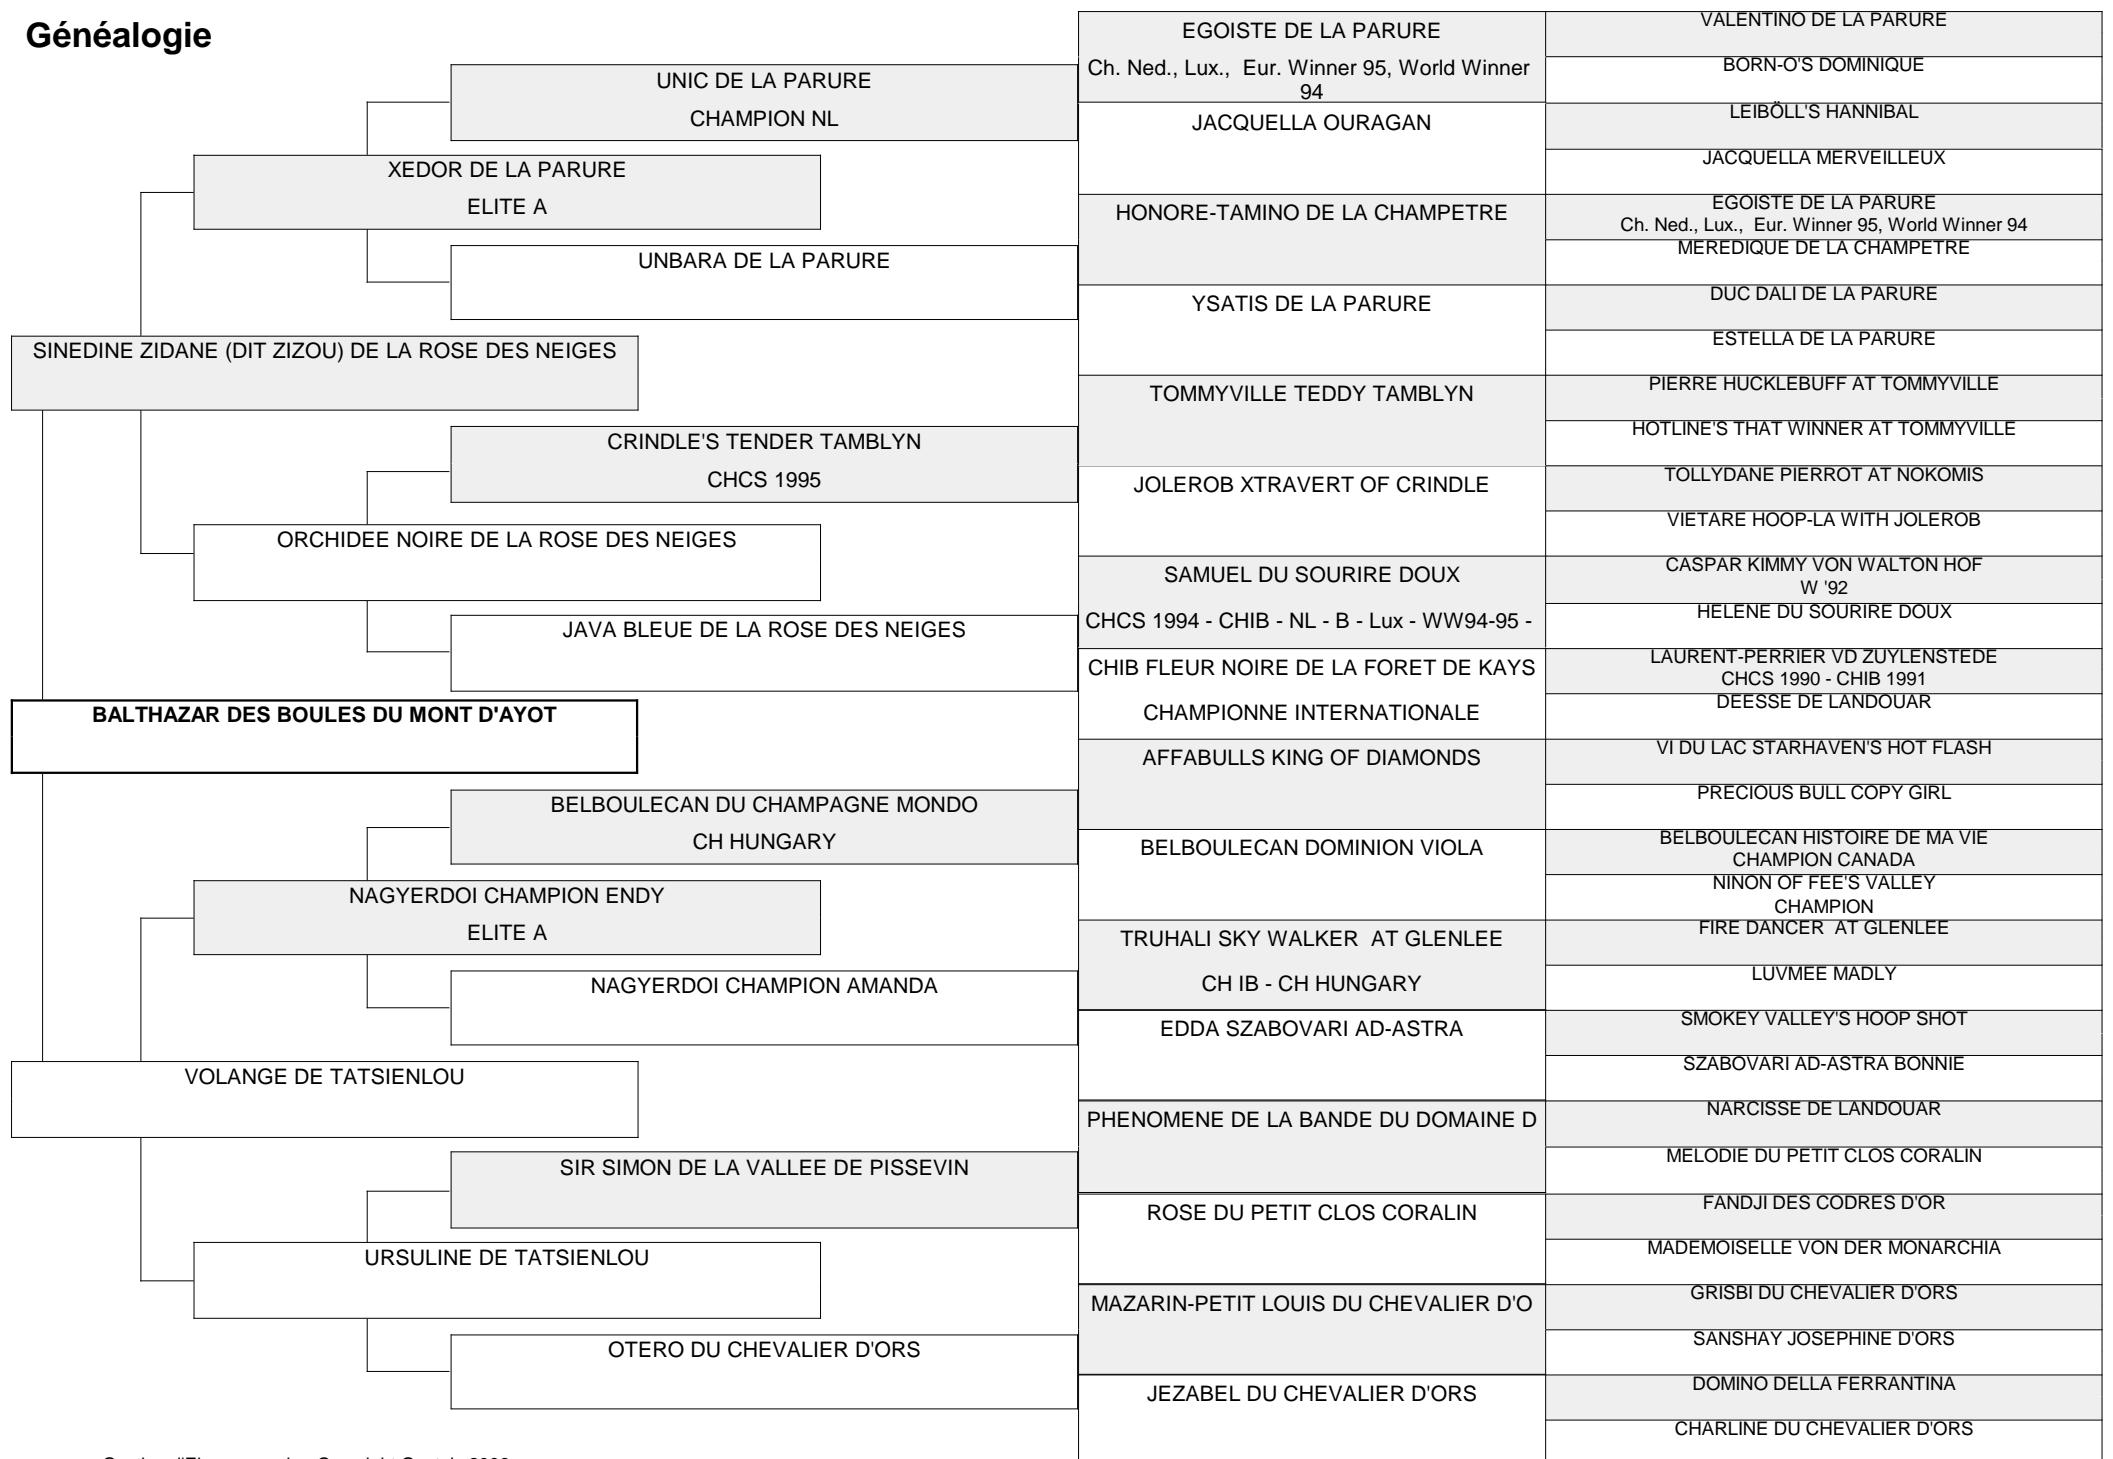 Généalogie
SINEDINE ZIDANE (DIT ZIZOU) DE LA ROSE DES NEIGES
BALTHAZAR DES BOULES DU MONT D'AYOT
VOLANGE DE TATSIENLOU
XEDOR DE LA PARURE
ELITE A
ORCHIDEE NOIRE DE LA ROSE DES NEIGES
NAGYERDOI CHAMPION ENDY
ELITE A
URSULINE DE TATSIENLOU
UNIC DE LA PARURE
CHAMPION NL
UNBARA DE LA PARURE
CRINDLE'S TENDER TAMBLYN
CHCS 1995
JAVA BLEUE DE LA ROSE DES NEIGES
BELBOULECAN DU CHAMPAGNE MONDO
CH HUNGARY
NAGYERDOI CHAMPION AMANDA
SIR SIMON DE LA VALLEE DE PISSEVIN
OTERO DU CHEVALIER D'ORS
EGOISTE DE LA PARURE
Ch. Ned., Lux., Eur. Winner 95, World Winner
94
JACQUELLA OURAGAN
HONORE-TAMINO DE LA CHAMPETRE
YSATIS DE LA PARURE
TOMMYVILLE TEDDY TAMBLYN
JOLEROB XTRAVERT OF CRINDLE
SAMUEL DU SOURIRE DOUX
CHCS 1994 - CHIB - NL - B - Lux - WW94-95 -
CHIB FLEUR NOIRE DE LA FORET DE KAYS
CHAMPIONNE INTERNATIONALE
AFFABULLS KING OF DIAMONDS
BELBOULECAN DOMINION VIOLA
TRUHALI SKY WALKER AT GLENLEE
CH IB - CH HUNGARY
EDDA SZABOVARI AD-ASTRA
PHENOMENE DE LA BANDE DU DOMAINE D
ROSE DU PETIT CLOS CORALIN
MAZARIN-PETIT LOUIS DU CHEVALIER D'O
JEZABEL DU CHEVALIER D'ORS
VALENTINO DE LA PARURE
BORN-O'S DOMINIQUE
LEIBÖLL'S HANNIBAL
JACQUELLA MERVEILLEUX
EGOISTE DE LA PARURE
Ch. Ned., Lux., Eur. Winner 95, World Winner 94
MEREDIQUE DE LA CHAMPETRE
DUC DALI DE LA PARURE
ESTELLA DE LA PARURE
PIERRE HUCKLEBUFF AT TOMMYVILLE
HOTLINE'S THAT WINNER AT TOMMYVILLE
TOLLYDANE PIERROT AT NOKOMIS
VIETARE HOOP-LA WITH JOLEROB
CASPAR KIMMY VON WALTON HOF
W '92
HELENE DU SOURIRE DOUX
LAURENT-PERRIER VD ZUYLENSTEDE
CHCS 1990 - CHIB 1991
DEESSE DE LANDOUAR
VI DU LAC STARHAVEN'S HOT FLASH
PRECIOUS BULL COPY GIRL
BELBOULECAN HISTOIRE DE MA VIE
CHAMPION CANADA
NINON OF FEE'S VALLEY
CHAMPION
FIRE DANCER AT GLENLEE
LUVMEE MADLY
SMOKEY VALLEY'S HOOP SHOT
SZABOVARI AD-ASTRA BONNIE
NARCISSE DE LANDOUAR
MELODIE DU PETIT CLOS CORALIN
FANDJI DES CODRES D'OR
MADEMOISELLE VON DER MONARCHIA
GRISBI DU CHEVALIER D'ORS
SANSHAY JOSEPHINE D'ORS
DOMINO DELLA FERRANTINA
CHARLINE DU CHEVALIER D'ORS